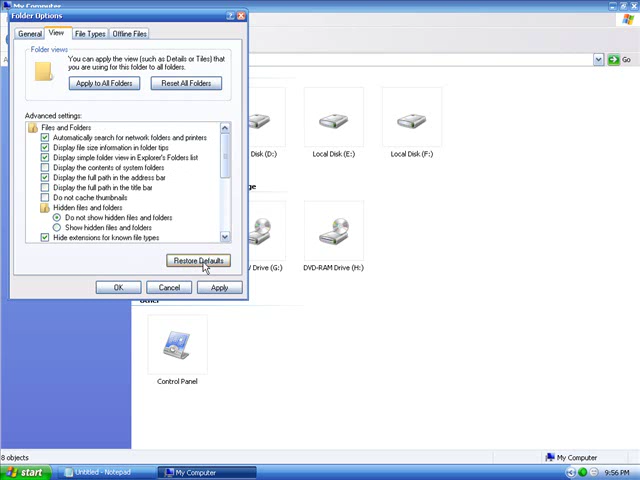 My Computer
Folder Options
General View File Types Offline Files
Folder views
You can apply the view (such as Details or Tiles) that
you are using for this folder to all folders.
Apply to All Folders Reset All Folders
Advanced settings:
Files and Folders
Automatically search for network folders and printers
Display file size information in folder tips
Display simple folder view in Explorer's Folders list
Display the contents of system folders
Display the full path in the address bar
Display the full path in the title bar
Do not cache thumbnails
Hidden files and folders
Do not show hidden files and folders
Show hidden files and folders
Hide extensions for known file types
Restore Defaults
OK Cancel Apply
Go
Disk (D:) Local Disk (E:) Local Disk (F:)
Drive (G:) DVD-RAM Drive (H:)
Other
Control Panel
8 objects
My Computer
start Untitled - Notepad My Computer 9:56 PM